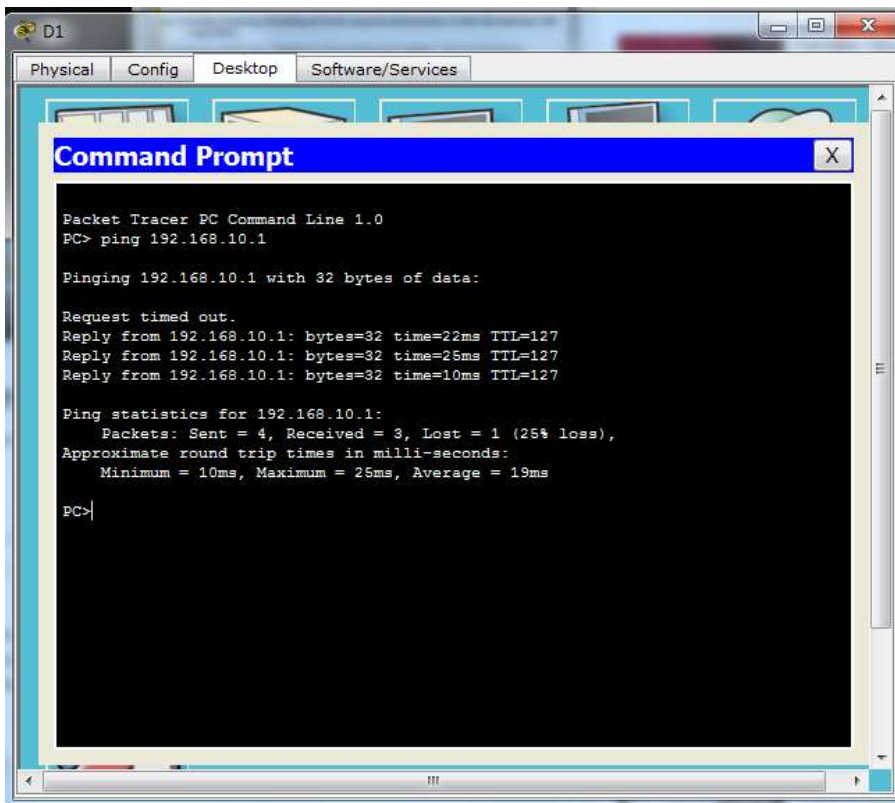 D1
Physical Config Desktop Software/Services
Command Prompt
X
Packet Tracer PC Command Line 1.0
PC> ping 192.168.10.1
Pinging 192.168.10.1 with 32 bytes of data:
Request timed out.
Reply from 192.168.10.1: bytes=32 time=22ms TTL=127
Reply from 192.168.10.1: bytes=32 time=25ms TTL=127
Reply from 192.168.10.1: bytes=32 time=10ms TTL=127
Ping statistics for 192.168.10.1:
Packets: Sent = 4, Received = 3, Lost = 1 (25% loss),
Approximate round trip times in milli-seconds:
Minimum = 10ms, Maximum = 25ms, Average = 19ms
PC>